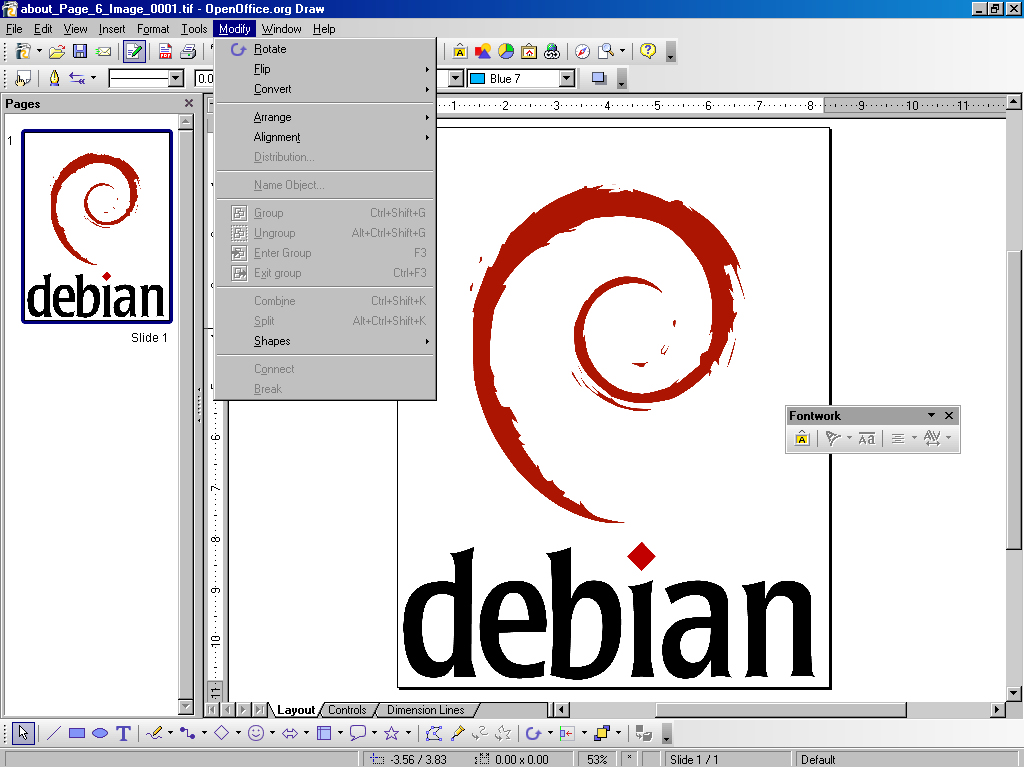 about_Page_6_Image_0001.tif - OpenOffice.org Draw
File Edit View Insert Format Tools Modify Window Help
0.0
Blue 7
Pages
1
debian
Slide 1
Rotate
Flip
Convert
Arrange
Alignment
Distribution...
Name Object...
Group Ctrl+Shift+G
Ungroup Alt+Ctrl+Shift+G
Enter Group F3
Exit group Ctrl+F3
Combine Ctrl+Shift+K
Split Alt+Ctrl+Shift+K
Shapes
Connect
Break
1 2 3 4 5 6 7 8 9 10 11
6
7
8
9
10
11
Fontwork
debian
Layout Controls Dimension Lines
-3.56 / 3.83 0.00 x 0.00 53% * Slide 1 / 1 Default